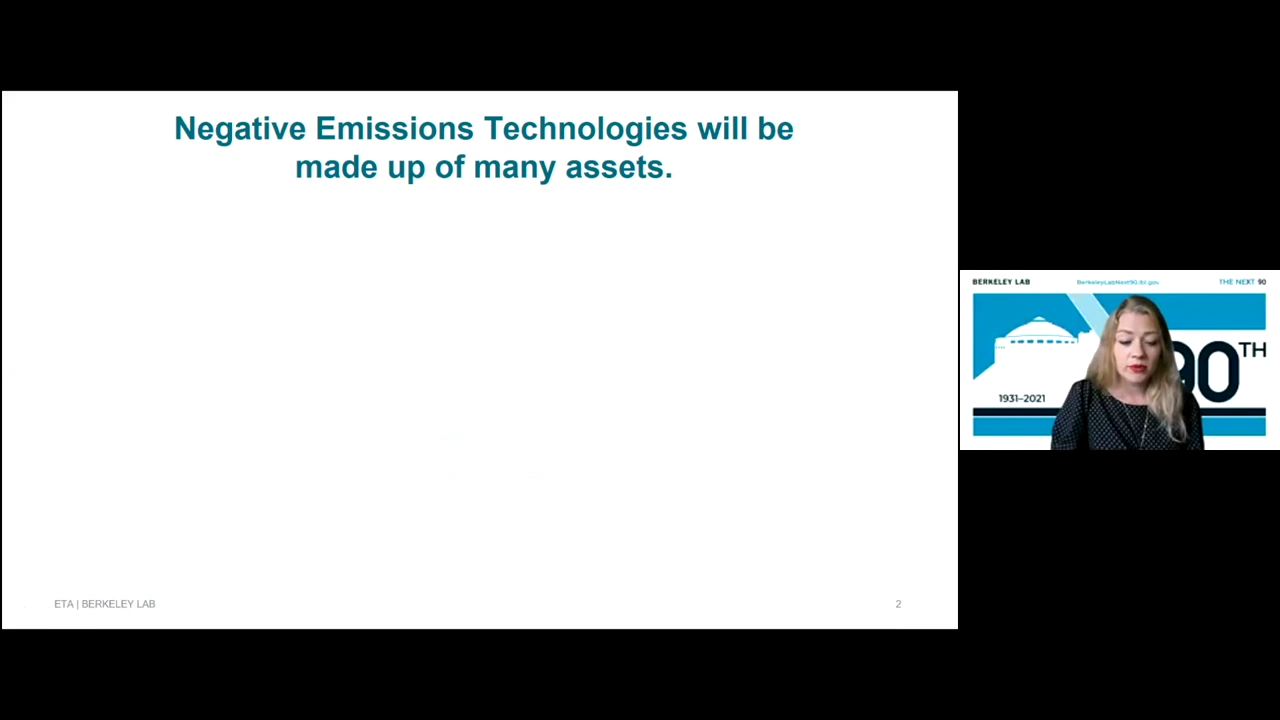 Negative Emissions Technologies will be
made up of many assets.
ETA | BERKELEY LAB
2
BERKELEY LAB
BerkeleyLabNext90.lbl.gov
THE NEXT 90
90TH
1931–2021